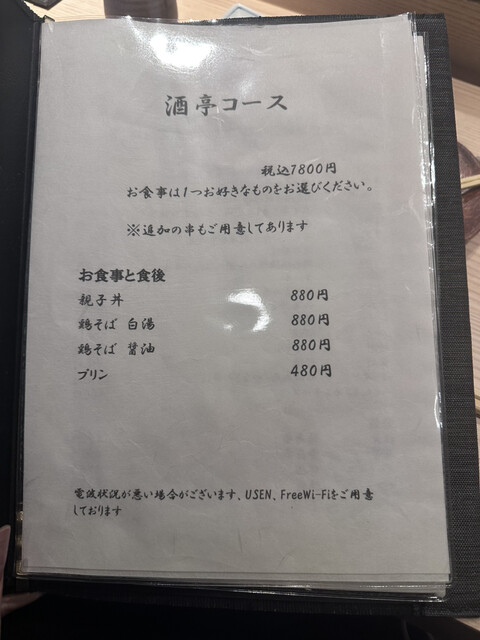 酒亭コース
税込7800円
お食事は1つお好きなものをお選びください。
※追加の串もご用意してあります
お食事と食後
親子丼 880円
鶏そば 白湯 880円
鶏そば 醤油 880円
プリン 480円
電波状況が悪い場合がございます、USEN、FreeWi-Fiをご用意
しております